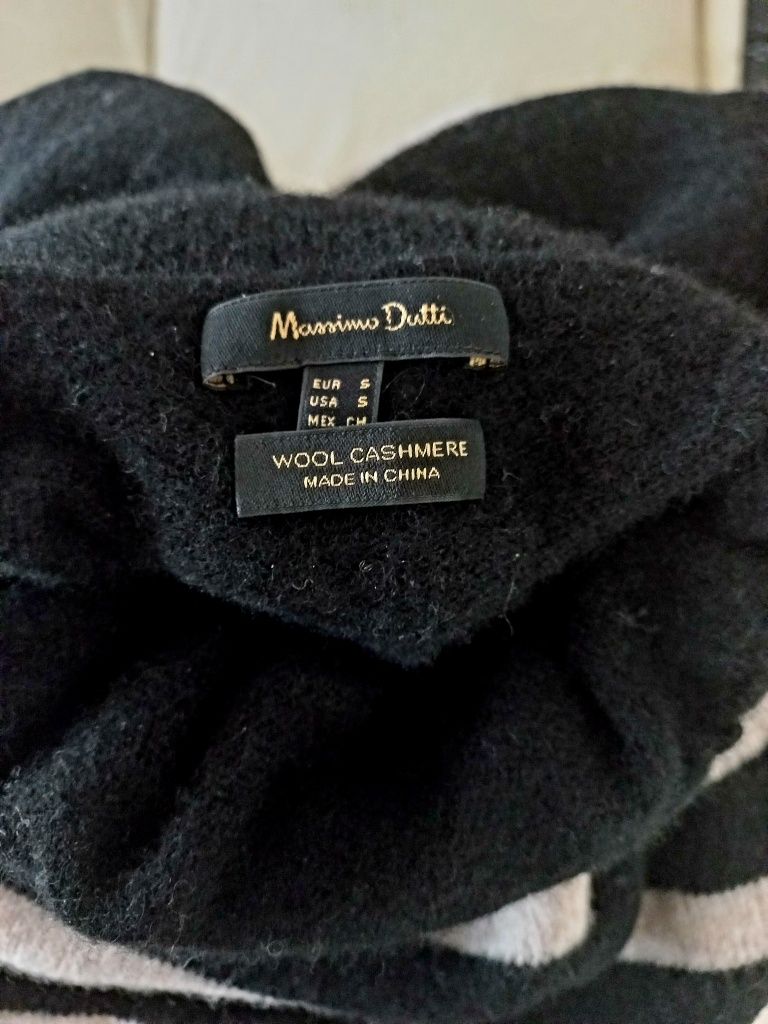 Massimo Dutti
EUR S
USA S
MEX CH
WOOL CASHMERE
MADE IN CHINA